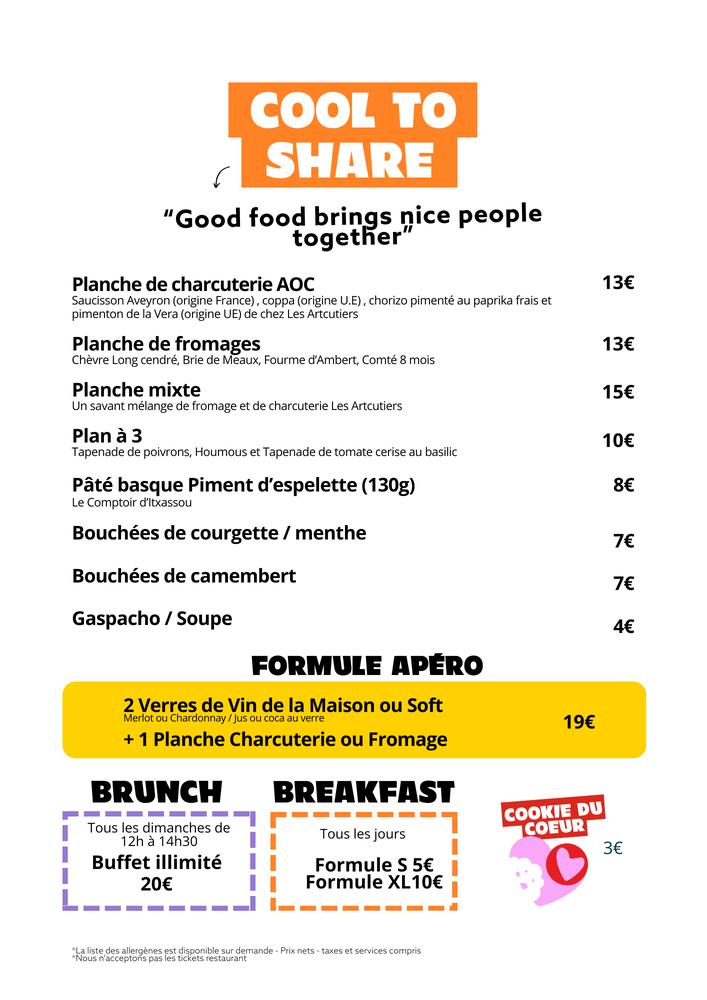 COOL TO
SHARE
“Good food brings nice people
together”
Planche de charcuterie AOC 13€
Saucisson Aveyron (origine France) , coppa (origine U.E) , chorizo pimenté au paprika frais et
pimenton de la Vera (origine UE) de chez Les Artcutiers
Planche de fromages 13€
Chèvre Long cendré, Brie de Meaux, Fourme d’Ambert, Comté 8 mois
Planche mixte 15€
Un savant mélange de fromage et de charcuterie Les Artcutiers
Plan à 3 10€
Tapenade de poivrons, Houmous et Tapenade de tomate cerise au basilic
Pâté basque Piment d’espelette (130g) 8€
Le Comptoir d’Itxassou
Bouchées de courgette / menthe 7€
Bouchées de camembert 7€
Gaspacho / Soupe 4€
FORMULE APÉRO
2 Verres de Vin de la Maison ou Soft
Merlot ou Chardonnay / Jus ou coca au verre
19€
+ 1 Planche Charcuterie ou Fromage
BRUNCH
Tous les dimanches de
12h à 14h30
Buffet illimité
20€
BREAKFAST
Tous les jours
Formule S 5€
Formule XL10€
COOKIE DU
COEUR
3€
*La liste des allergènes est disponible sur demande - Prix nets - taxes et services compris
*Nous n'acceptons pas les tickets restaurant